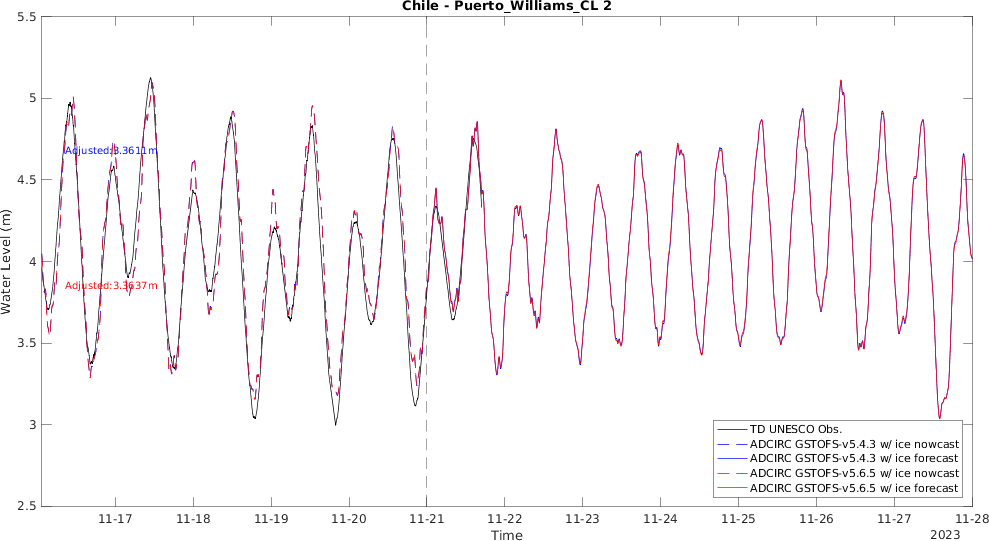 Chile - Puerto_Williams_CL 2
5.5
5
4.5
4
3.5
3
2.5
Water Level (m)
Adjusted:3.3611m
Adjusted:3.3637m
TD UNESCO Obs.
ADCIRC GSTOFS-v5.4.3 w/ ice nowcast
ADCIRC GSTOFS-v5.4.3 w/ ice forecast
ADCIRC GSTOFS-v5.6.5 w/ ice nowcast
ADCIRC GSTOFS-v5.6.5 w/ ice forecast
11-17 11-18 11-19 11-20 11-21 11-22 11-23 11-24 11-25 11-26 11-27 11-28
Time
2023